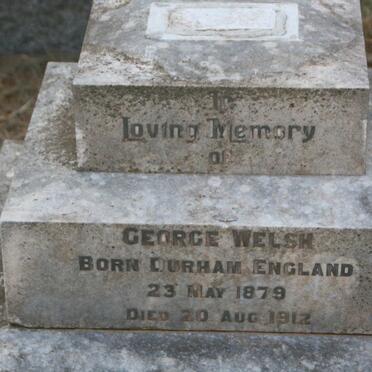 In
Loving Memory
of
George Welsh
Born Durham England
23 May 1879
Died 20 Aug 1912